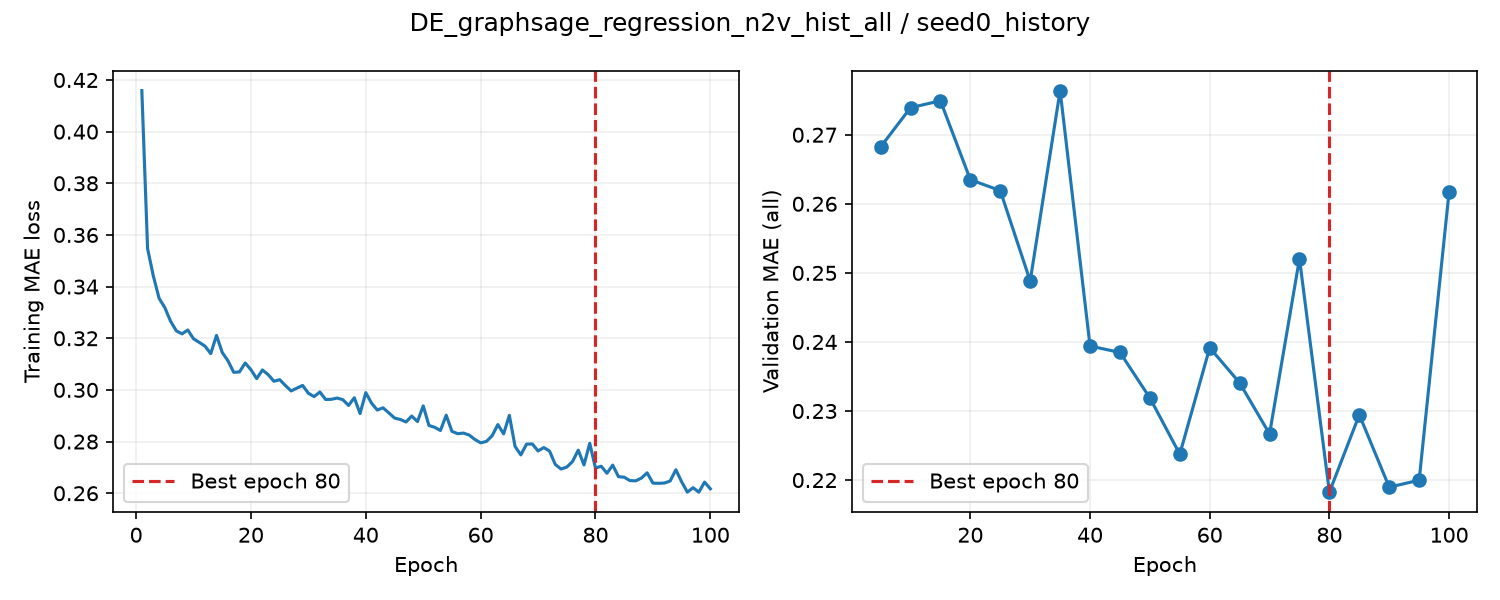 DE_graphsage_regression_n2v_hist_all / seed0_history
Training MAE loss
0.42
0.40
0.38
0.36
0.34
0.32
0.30
0.28
0.26
Best epoch 80
0 20 40 60 80 100
Epoch
Validation MAE (all)
0.27
0.26
0.25
0.24
0.23
0.22
Best epoch 80
20 40 60 80 100
Epoch